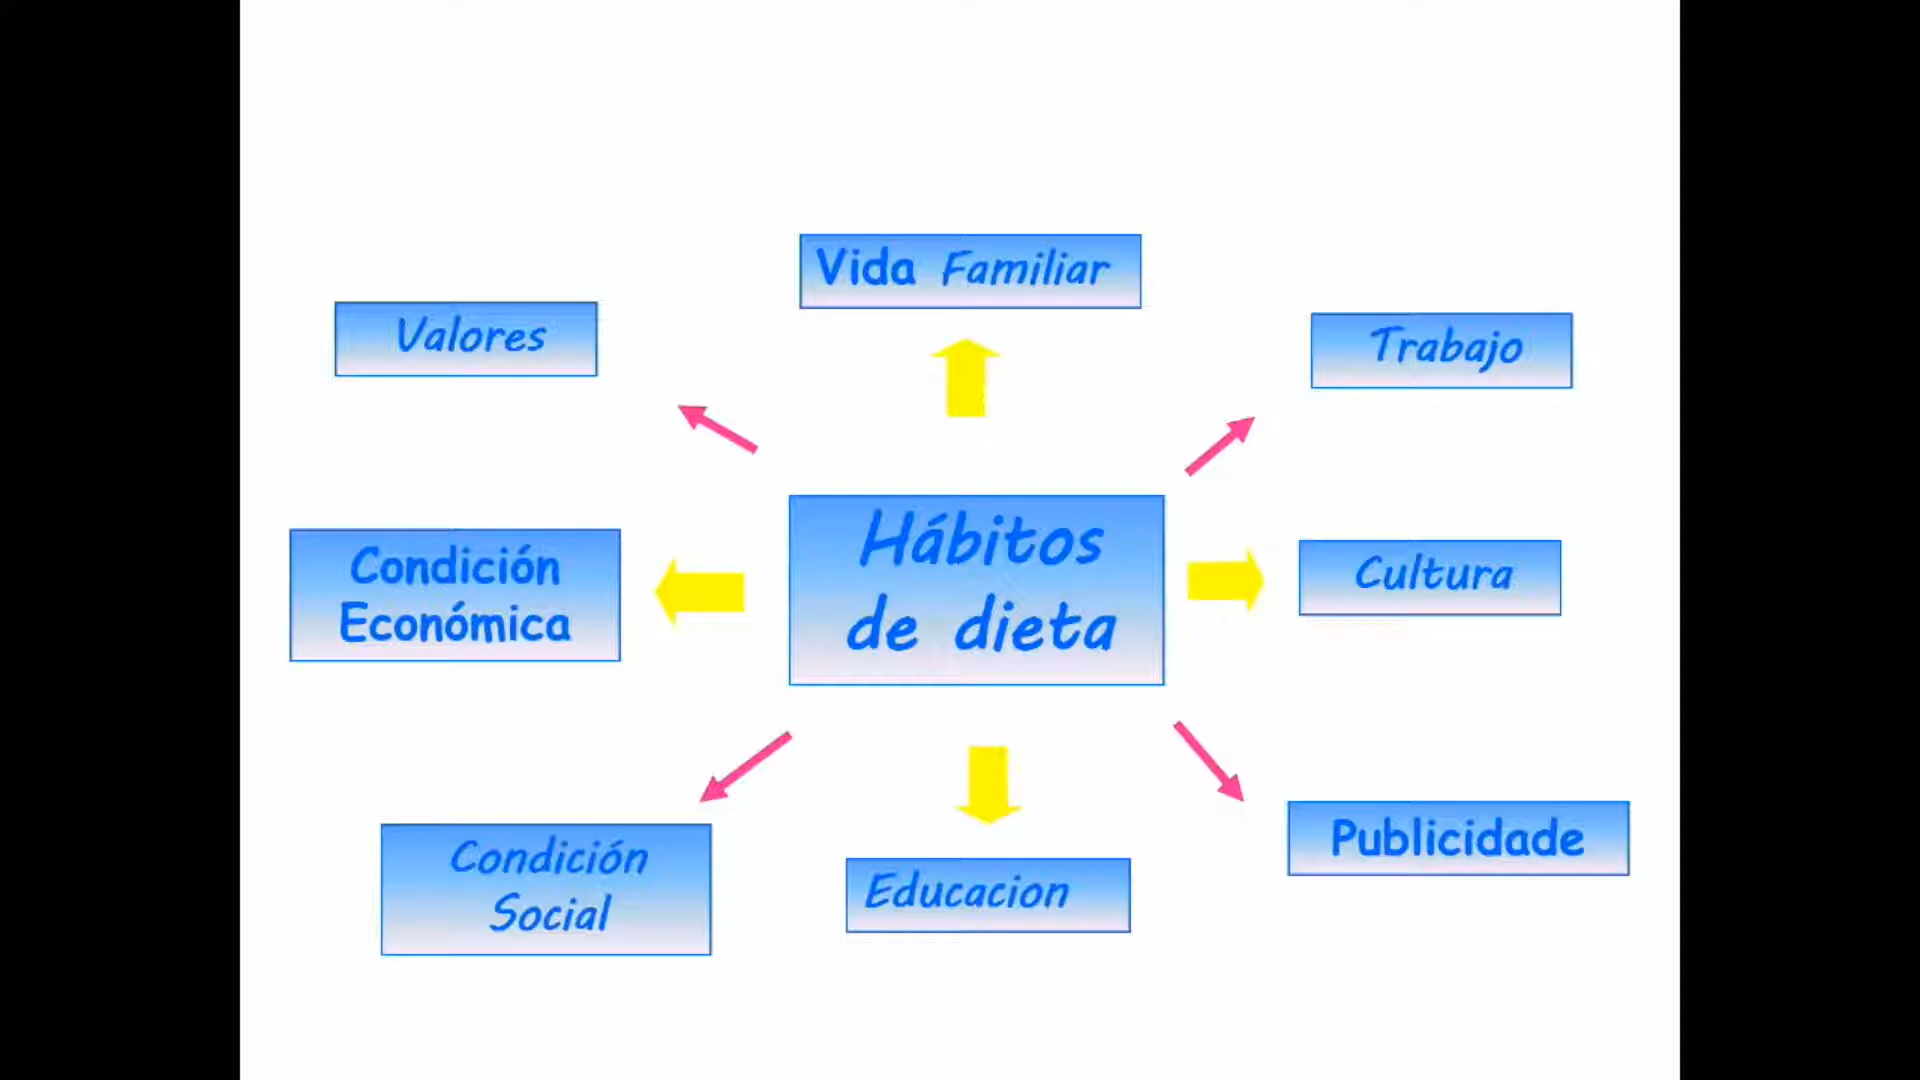 Vida Familiar
Valores
Trabajo
Hábitos
de dieta
Condición
Económica
Cultura
Condición
Social
Educacion
Publicidade